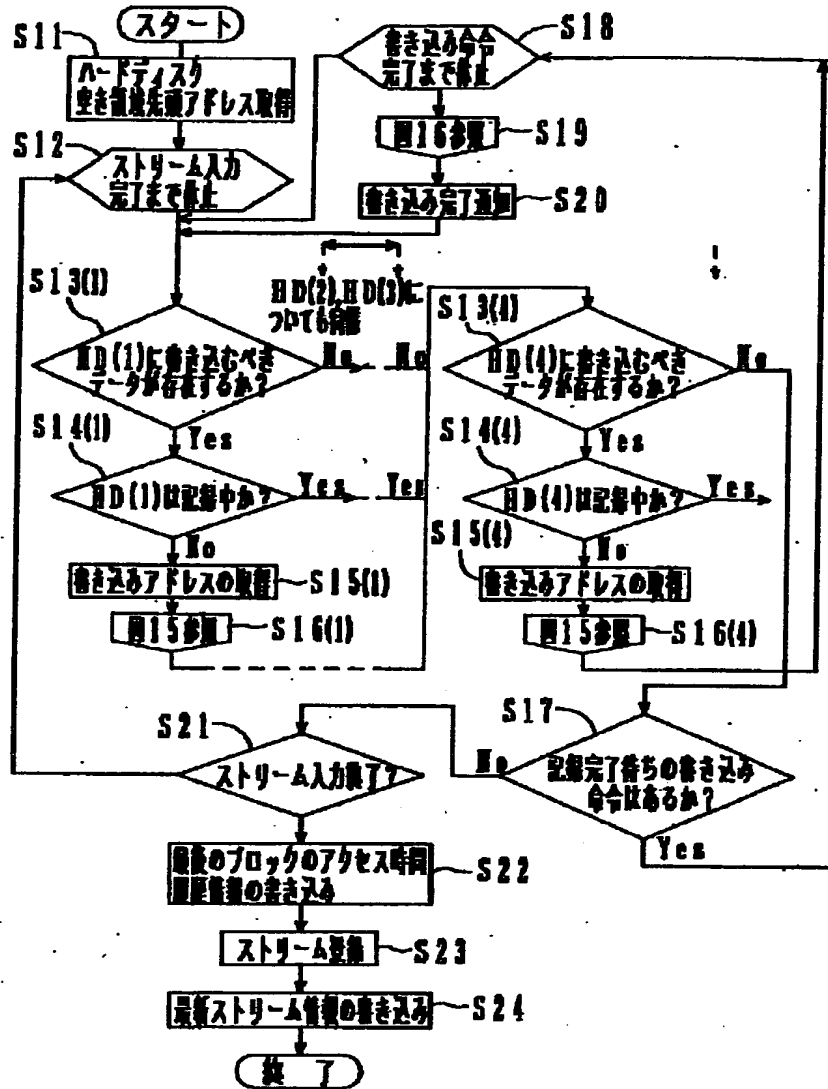 スタート
S11
ハードディスク
空き領域先頭アドレス取得
S12
ストリーム入力
完了まで停止
書き込み命令
完了まで停止
S18
図16参照
S19
書き込み完了通知
S20
S13(1)
HD(1)に書き込むべき
データが存在するか?
No
No
HD(2),HD(3)に
ついても同様
Yes
S14(1)
HD(1)は記録中か?
Yes
Yes
No
書き込みアドレスの取得
S15(1)
図15参照
S16(1)
S13(4)
HD(4)に書き込むべき
データが存在するか?
No
Yes
S14(4)
HD(4)は記録中か?
Yes
No
S15(4)
書き込みアドレスの取得
図15参照
S16(4)
S17
記録完了待ちの書き込み
命令はあるか?
No
Yes
S21
ストリーム入力終了?
最後のブロックのアクセス時間
履歴情報の書き込み
S22
ストリーム登録
S23
最新ストリーム情報の書き込み
S24
終了